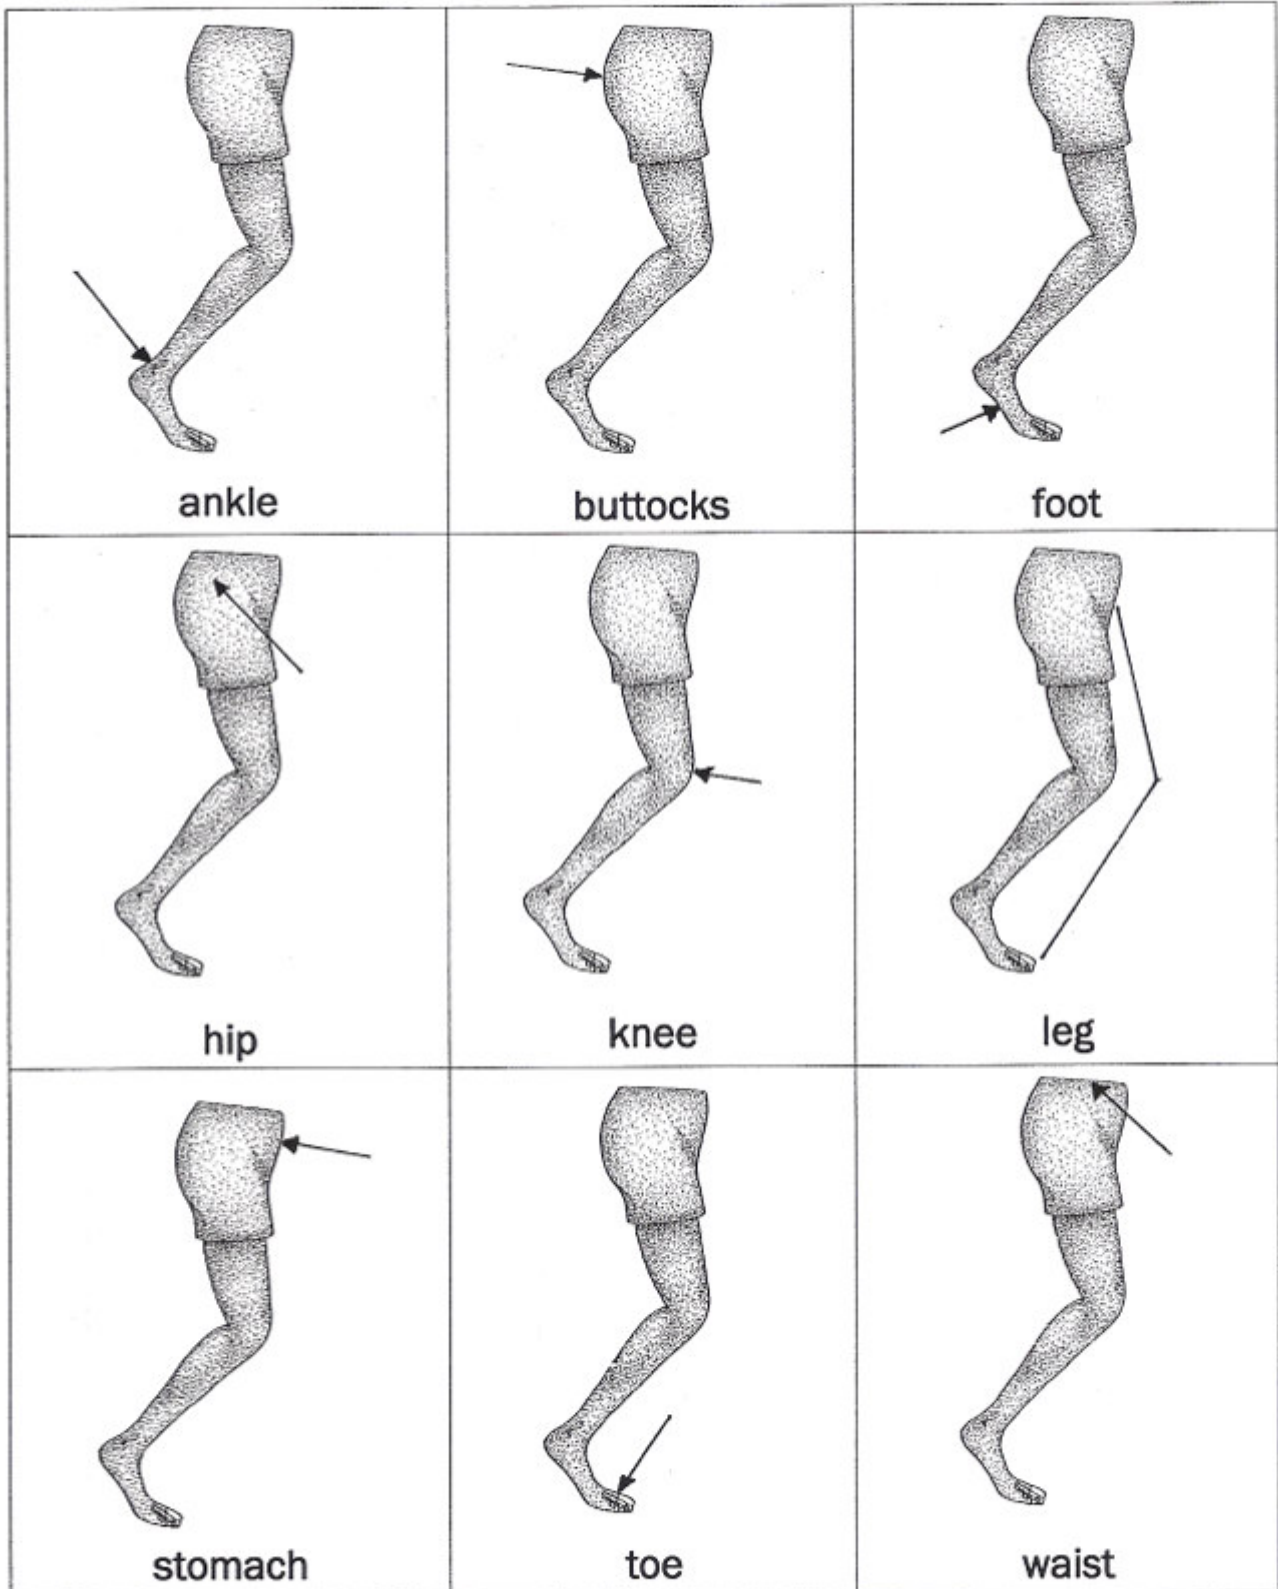 ankle
buttocks
foot
hip
knee
leg
stomach
toe
waist